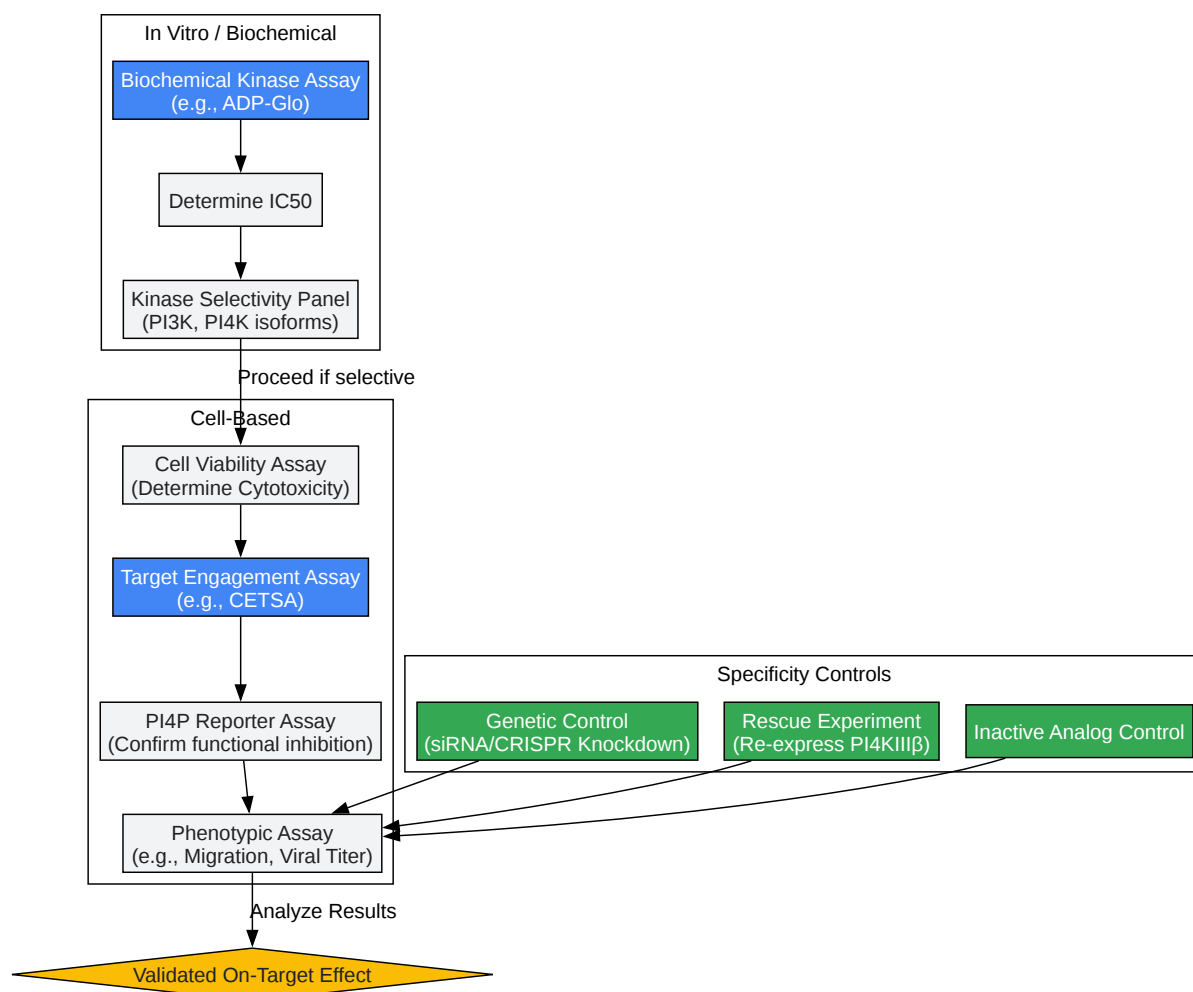 In Vitro / Biochemical
Biochemical Kinase Assay
(e.g., ADP-Glo)
Determine IC50
Kinase Selectivity Panel
(PI3K, PI4K isoforms)
Proceed if selective
Cell-Based
Cell Viability Assay
(Determine Cytotoxicity)
Target Engagement Assay
(e.g., CETSA)
PI4P Reporter Assay
(Confirm functional inhibition)
Specificity Controls
Genetic Control
(siRNA/CRISPR Knockdown)
Rescue Experiment
(Re-express PI4KIIIβ)
Inactive Analog Control
Phenotypic Assay
(e.g., Migration, Viral Titer)
Analyze Results
Validated On-Target Effect